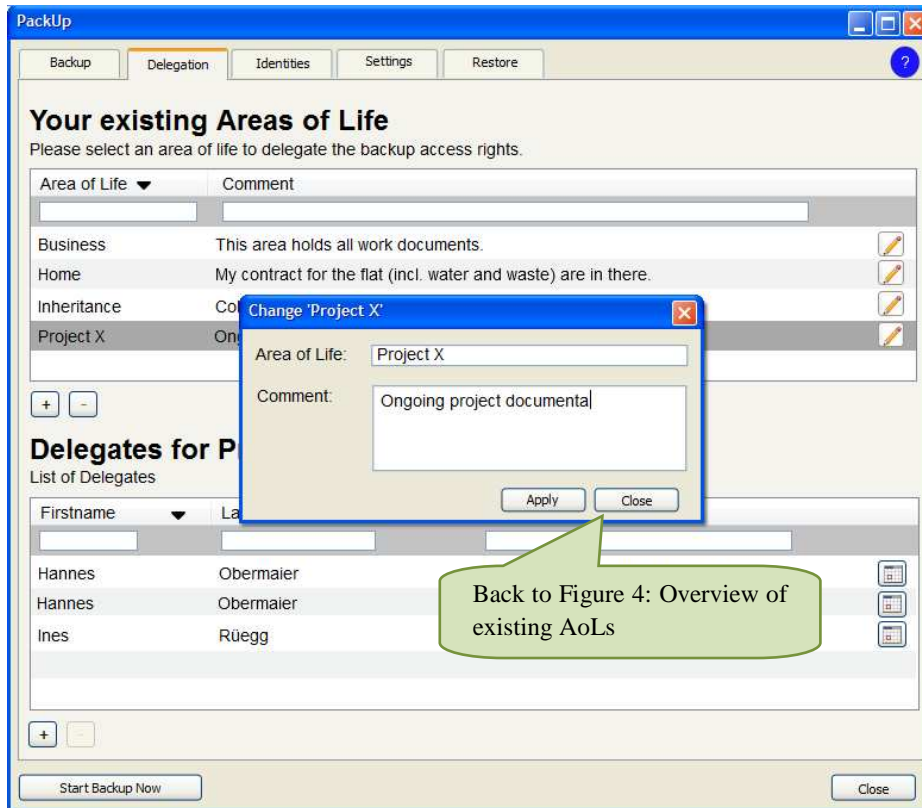 PackUp
Backup Delegation Identities Settings Restore ?
Your existing Areas of Life
Please select an area of life to delegate the backup access rights.
Area of Life Comment
Business This area holds all work documents.
Home My contract for the flat (incl. water and waste) are in there.
Inheritance
Change 'Project X'
Project X
Area of Life: Project X
Comment: Ongoing project documenta
+ -
Delegates for
List of Delegates
Apply Close
Firstname
Back to Figure 4: Overview of
existing AoLs
Hannes Obermaier
Hannes Obermaier
Ines Rüegg
+ -
Start Backup Now Close